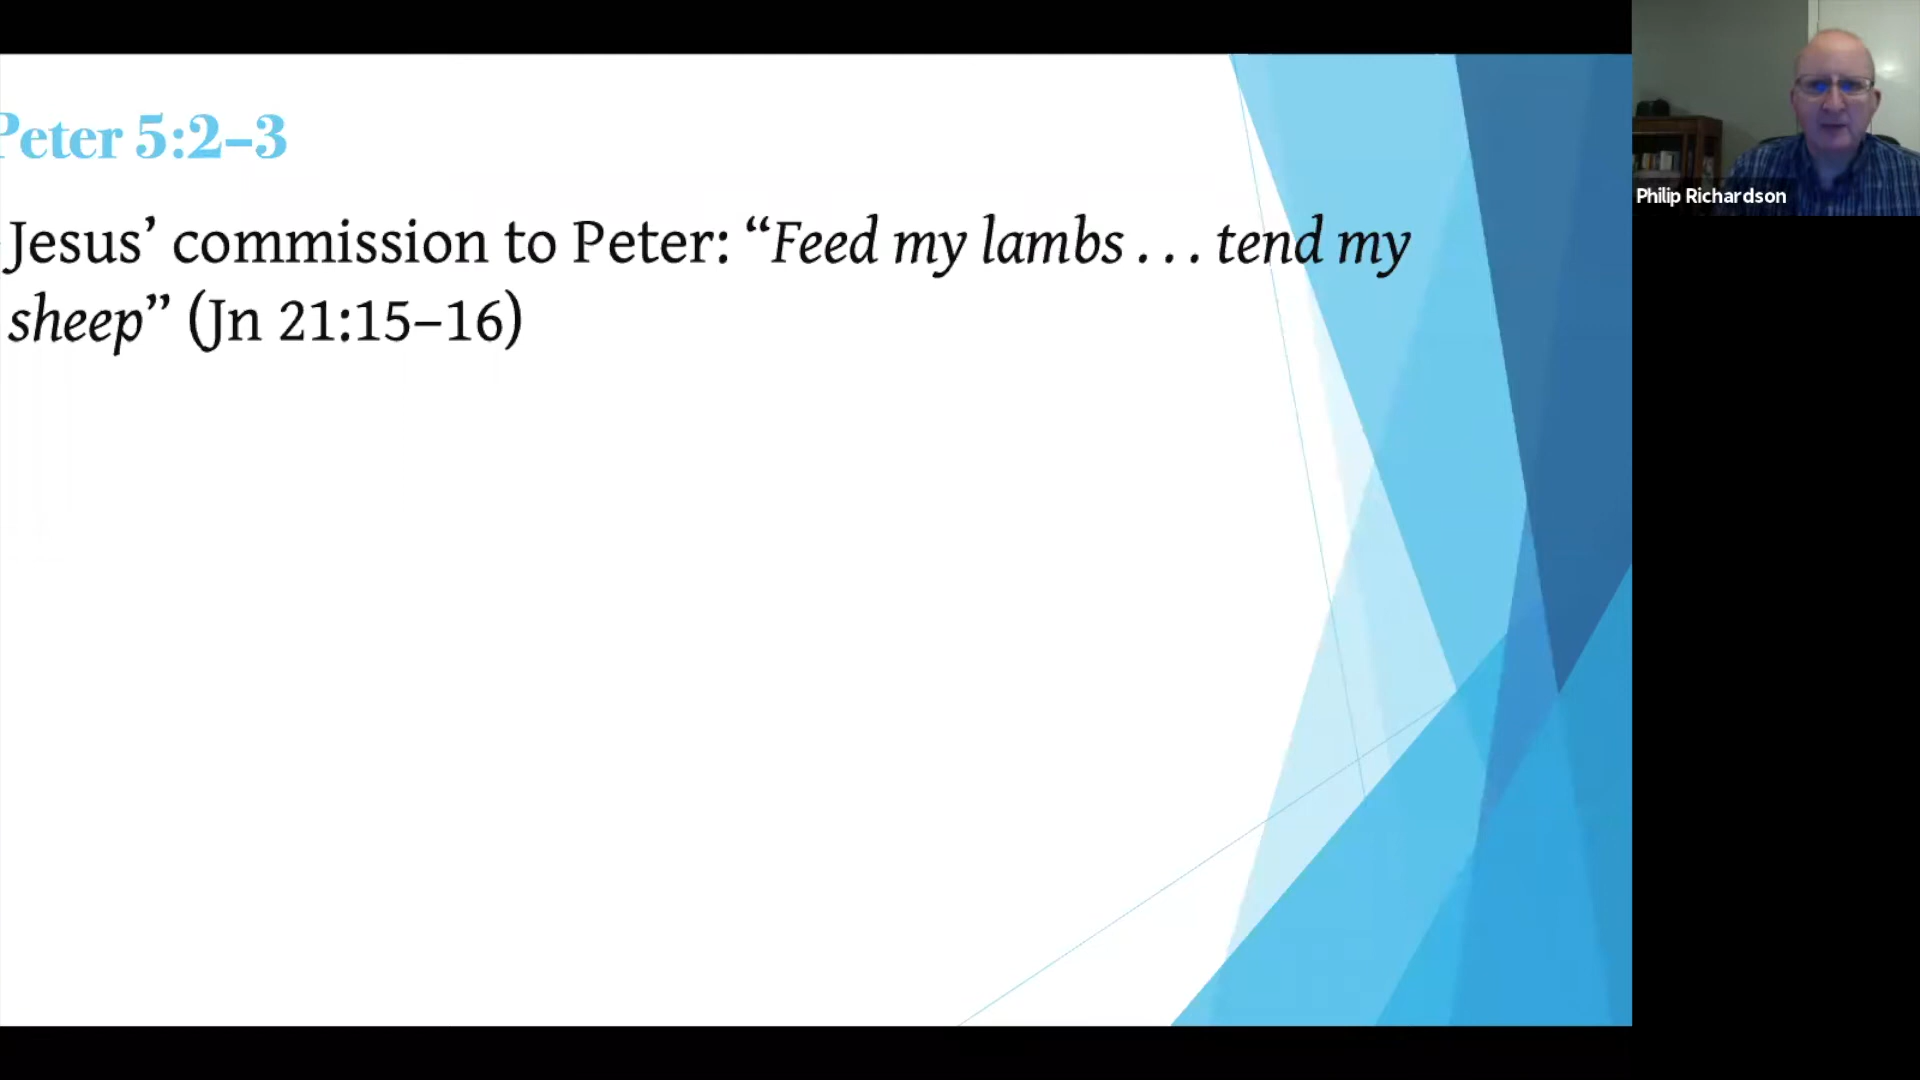 Peter 5:2–3
Jesus’ commission to Peter: “Feed my lambs . . . tend my
sheep” (Jn 21:15–16)
Philip Richardson